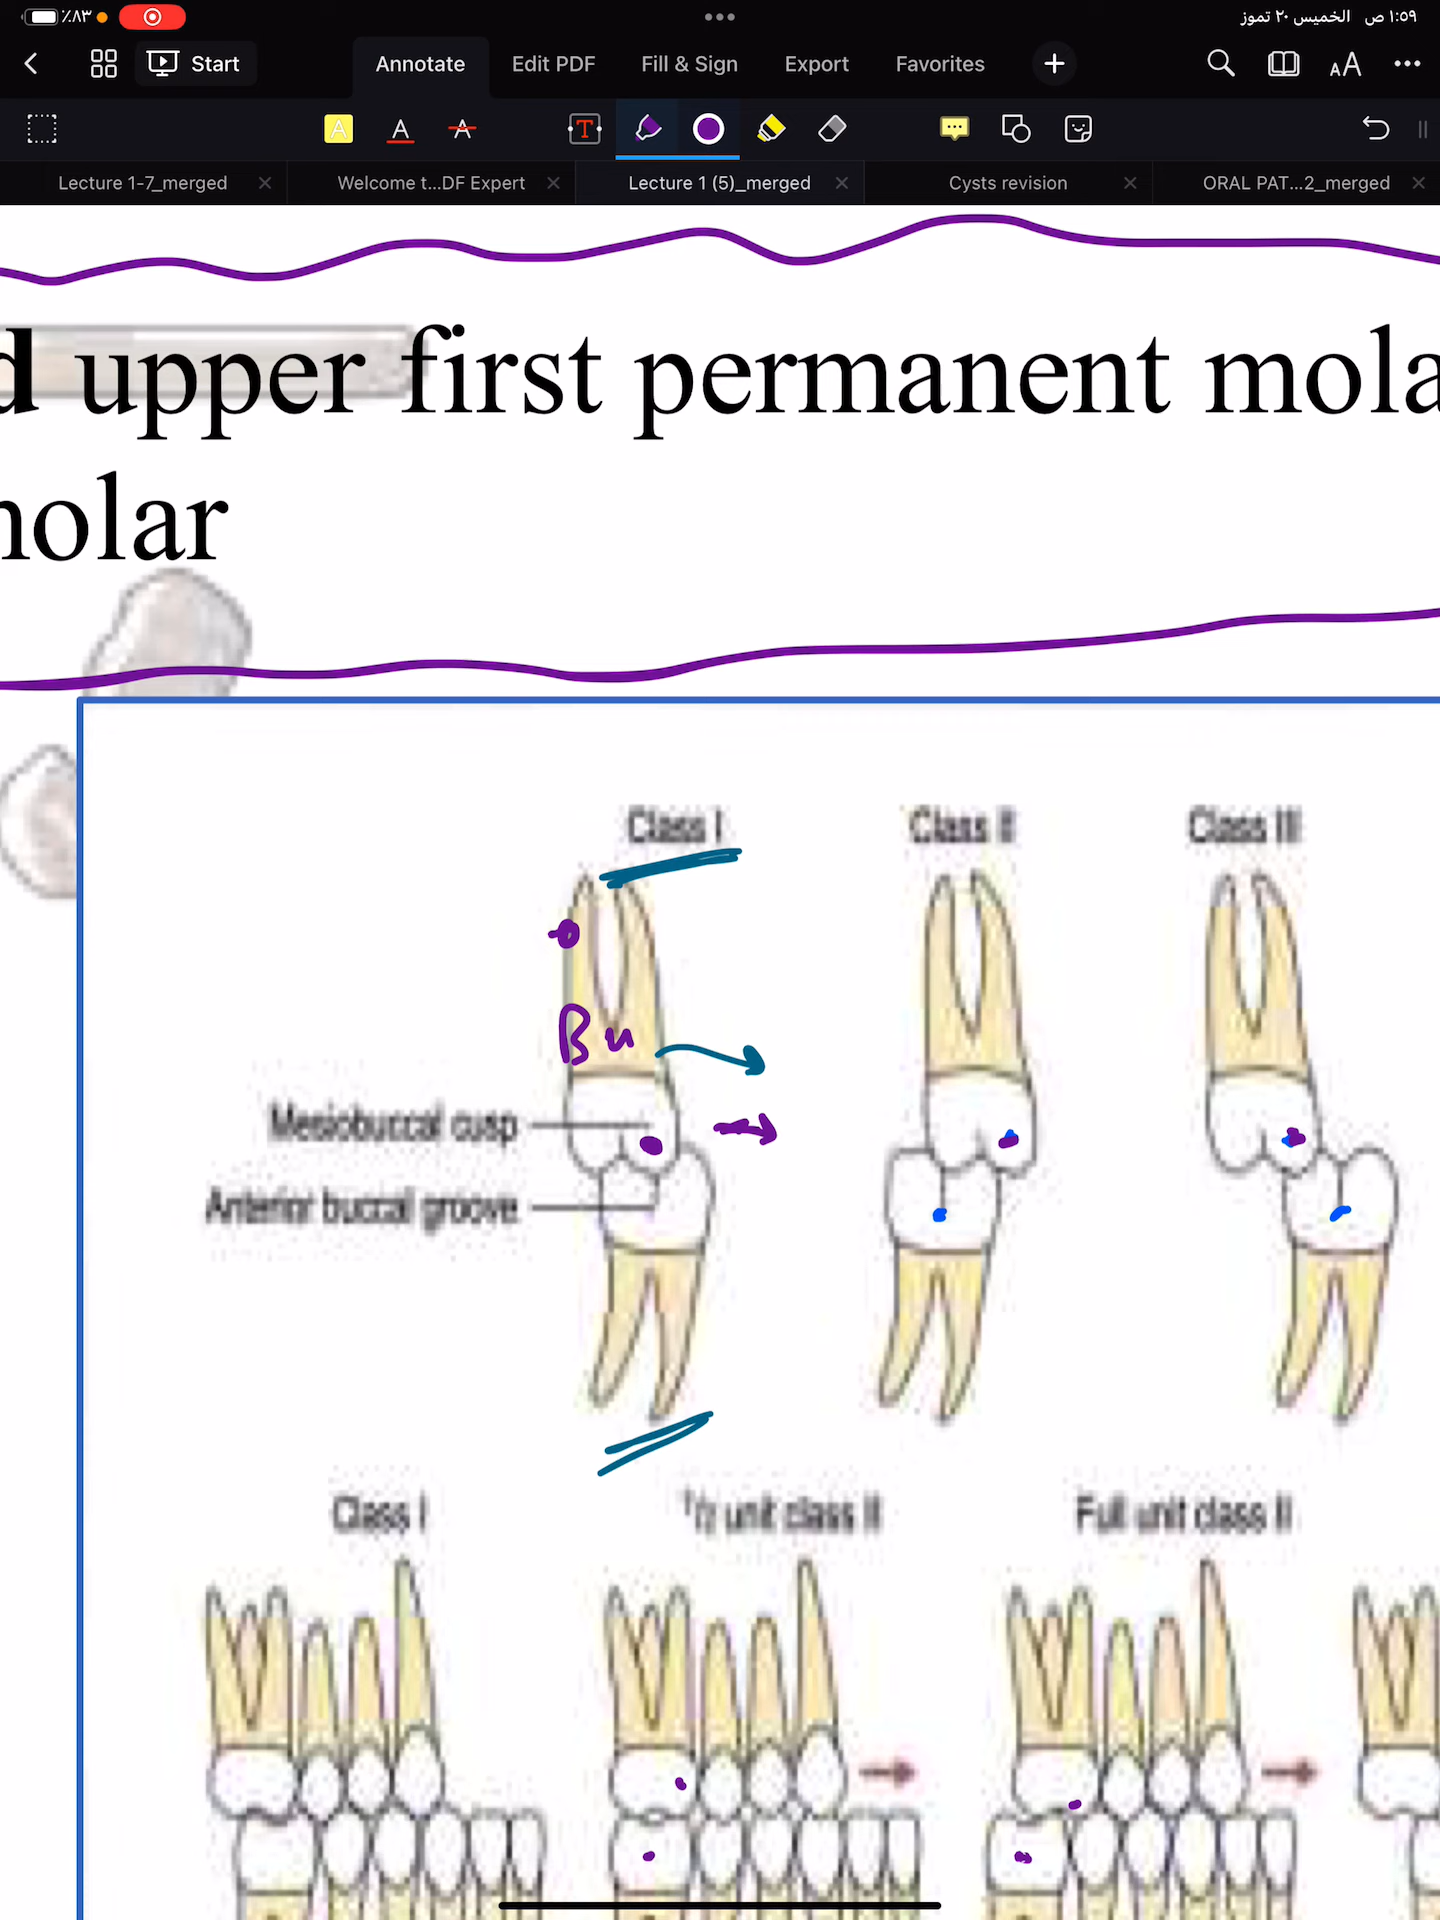 ٪٨٣
١:٥٩ ص الخميس ٢٠ تموز
Start
Annotate
Edit PDF
Fill & Sign
Export
Favorites
A A A T
AA
Lecture 1-7_merged
Welcome t...DF Expert
Lecture 1 (5)_merged
Cysts revision
ORAL PAT...2_merged
d upper first permanent mola
nolar
Class I
Class II
Class III
Bu
Mesiobuccal cusp
Anterior buccal groove
Class I
1/2 unit class II
Full unit class II